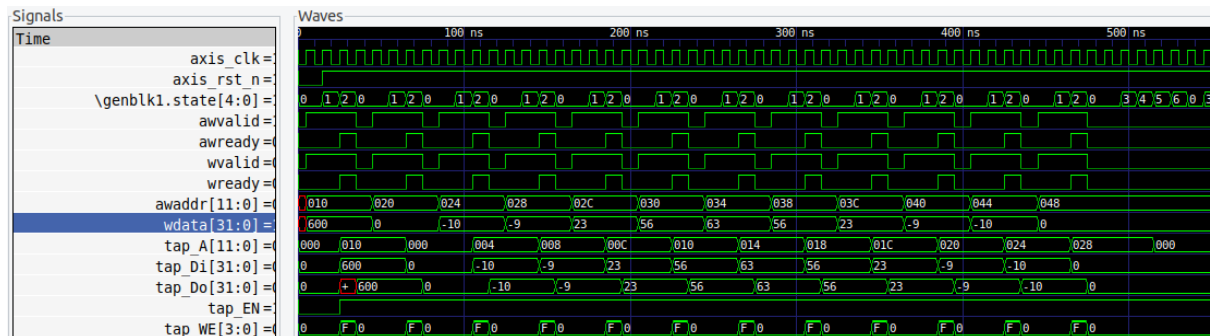 Signals Waves
Time 100 ns 200 ns 300 ns 400 ns 500 ns
axis_clk =
axis_rst_n =
\genblk1.state[4:0] = 0 1 2 0 1 2 0 1 2 0 1 2 0 1 2 0 1 2 0 1 2 0 1 2 0 1 2 0 1 2 0 1 2 0 1 2 0 3 4 5 6 0 3
awvalid =
awready =
wvalid =
wready =
awaddr[11:0] = 010 020 024 028 02C 030 034 038 03C 040 044 048
wdata[31:0] = 600 0 -10 -9 23 56 63 56 23 -9 -10 0
tap_A[11:0] = 000 010 000 004 008 00C 010 014 018 01C 020 024 028 000
tap_Di[31:0] = 0 600 0 -10 -9 23 56 63 56 23 -9 -10 0
tap_Do[31:0] = 0 + 600 0 -10 -9 23 56 63 56 23 -9 -10 0
tap_EN =
tap_WE[3:0] = 0 F 0 F 0 F 0 F 0 F 0 F 0 F 0 F 0 F 0 F 0 F 0 F 0